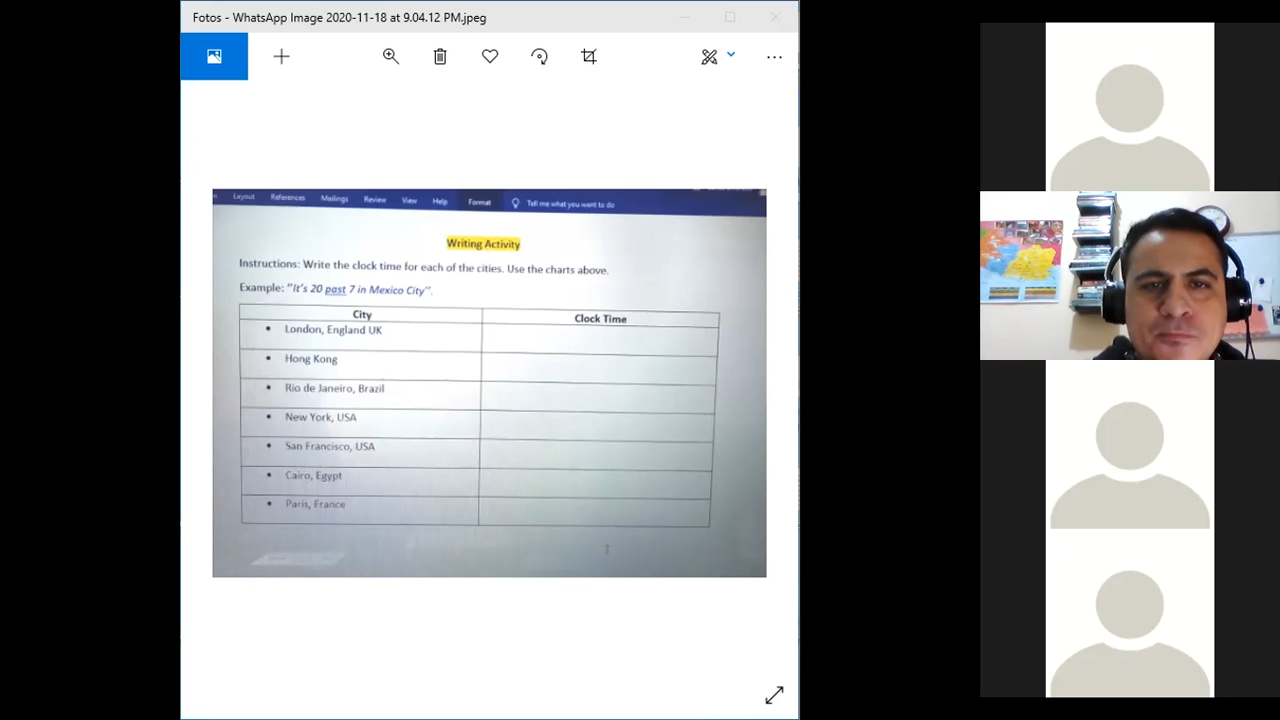 Fotos - WhatsApp Image 2020-11-18 at 9.04.12 PM.jpeg
Layout References Mailings Review View Help Format Tell me what you want to do
Writing Activity
Instructions: Write the clock time for each of the cities. Use the charts above.
Example: "It's 20 past 7 in Mexico City".
City Clock Time
• London, England UK
• Hong Kong
• Rio de Janeiro, Brazil
• New York, USA
• San Francisco, USA
• Cairo, Egypt
• Paris, France